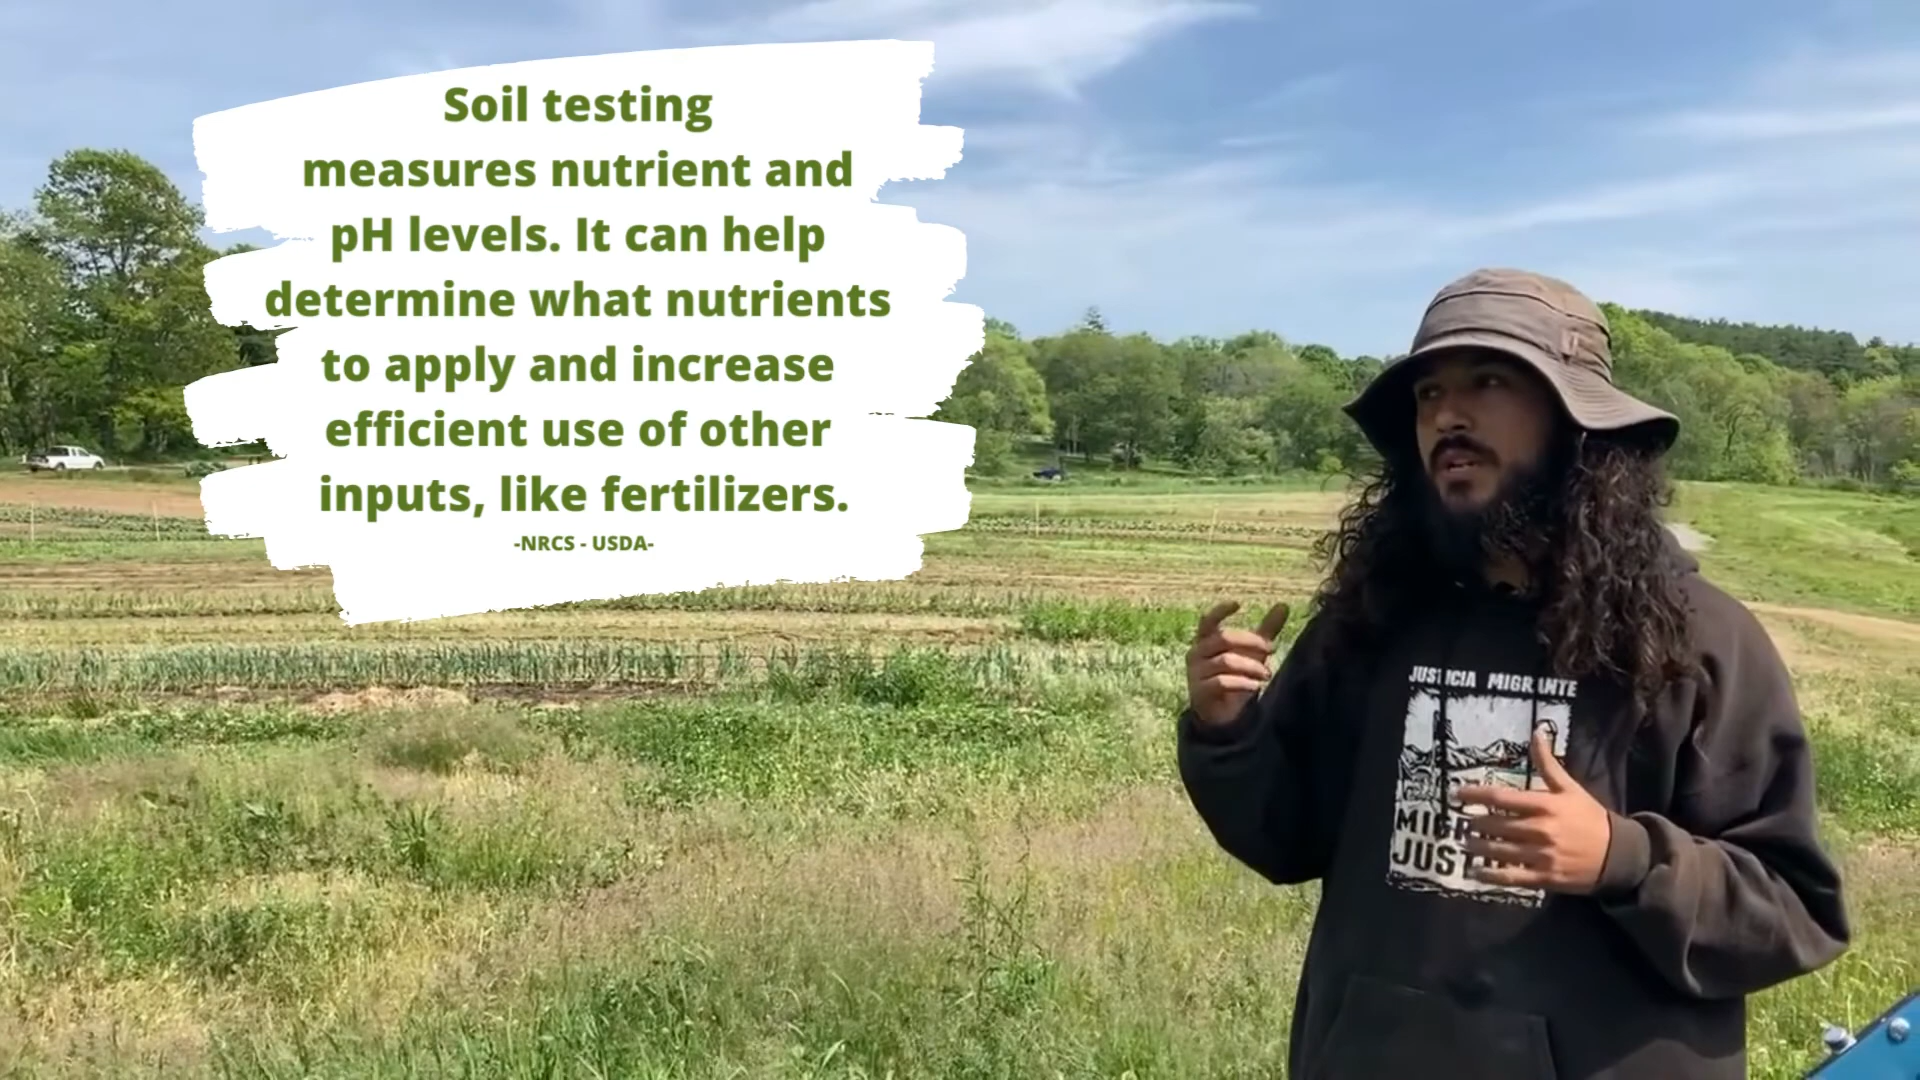 Soil testing
measures nutrient and
pH levels. It can help
determine what nutrients
to apply and increase
efficient use of other
inputs, like fertilizers.
-NRCS - USDA-
JUSTICIA MIGRANTE